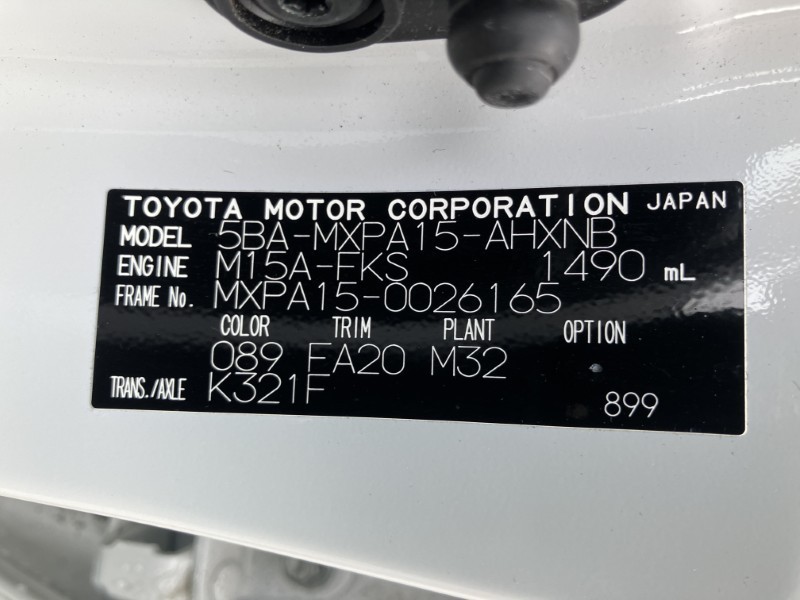 TOYOTA MOTOR CORPORATION JAPAN
MODEL 5BA-MXPA15-AHXNB
ENGINE M15A-FKS 1490 mL
FRAME No. MXPA15-0026165
COLOR TRIM PLANT OPTION
089 EA20 M32
TRANS./AXLE K321F 899